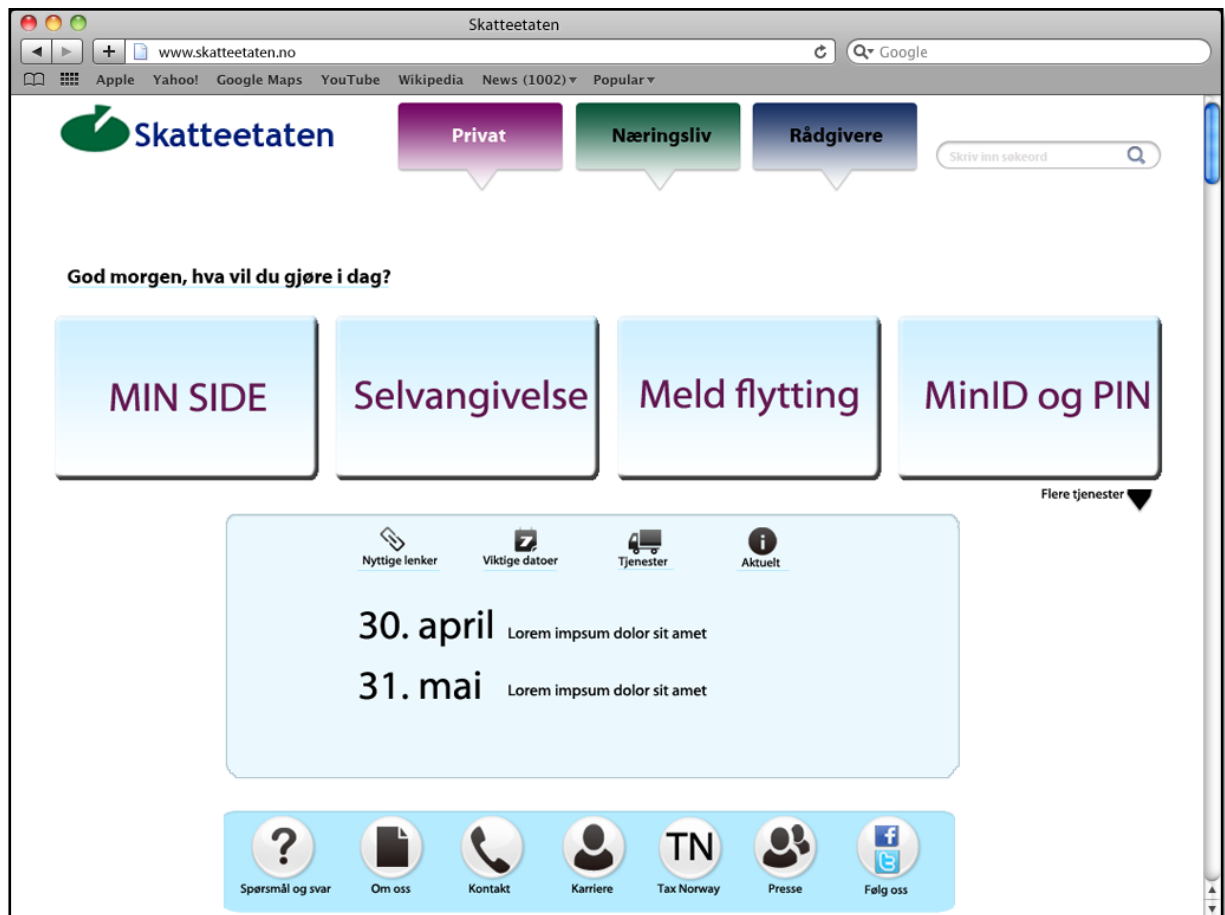 Skatteetaten
www.skatteetaten.no
Google
Apple Yahoo! Google Maps YouTube Wikipedia News (1002) Popular
Skatteetaten
Privat
Næringsliv
Rådgivere
Skriv inn søkeord
God morgen, hva vil du gjøre i dag?
MIN SIDE
Selvangivelse
Meld flytting
MinID og PIN
Flere tjenester
7
Nyttige lenker
Viktige datoer
Tjenester
Aktuelt
30. april Lorem impsum dolor sit amet
31. mai Lorem impsum dolor sit amet
?
TN
Spørsmål og svar
Om oss
Kontakt
Karriere
Tax Norway
Presse
Følg oss